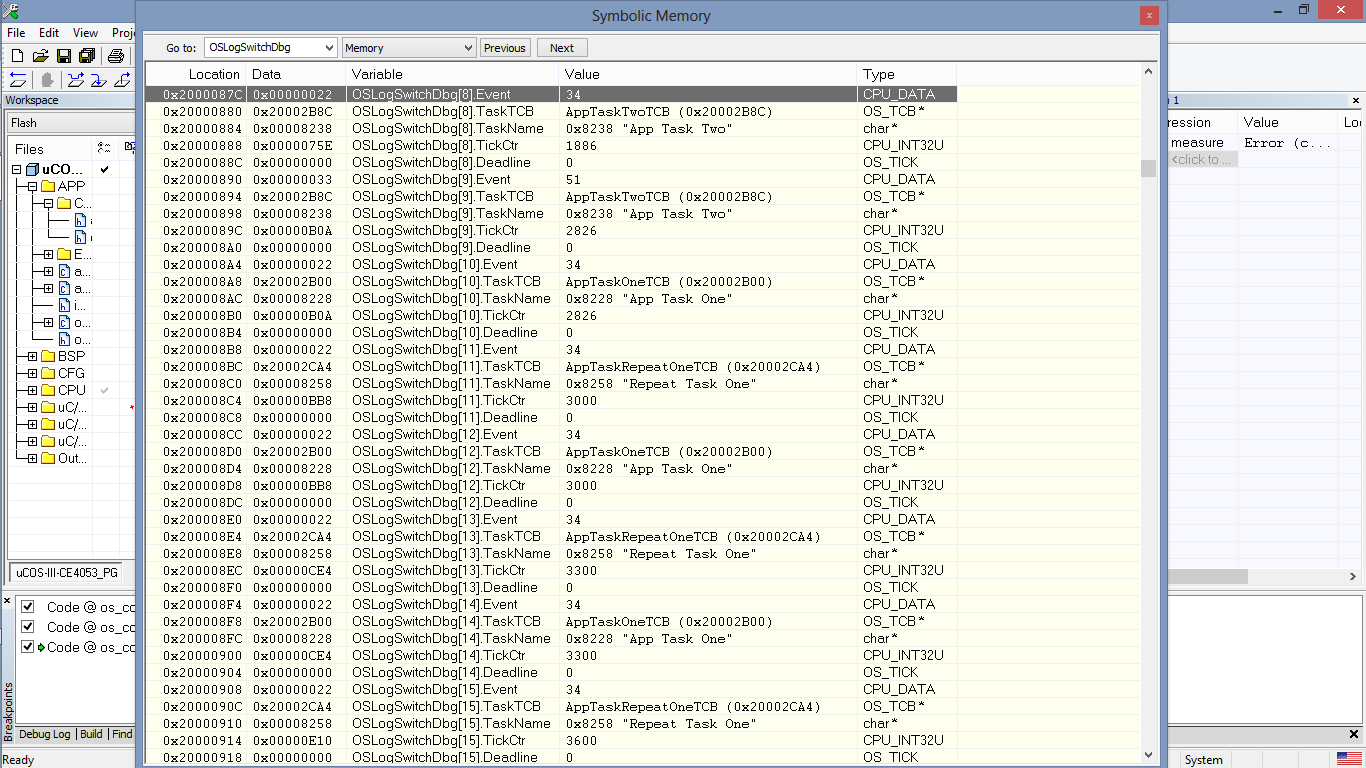 Symbolic Memory
File Edit View Proj
Go to: OSLogSwitchDbg Memory Previous Next
Workspace
Flash
Files
uCO...
APP
C...
E...
a...
a...
i...
o...
o...
BSP
CFG
CPU
uC/...
uC/...
uC/...
Out...
uCOS-III-CE4053_PG
Location Data Variable Value Type
0x2000087C 0x00000022 OSLogSwitchDbg[8].Event 34 CPU_DATA
0x20000880 0x20002B8C OSLogSwitchDbg[8].TaskTCB AppTaskTwoTCB (0x20002B8C) OS_TCB*
0x20000884 0x00008238 OSLogSwitchDbg[8].TaskName 0x8238 "App Task Two" char*
0x20000888 0x0000075E OSLogSwitchDbg[8].TickCtr 1886 CPU_INT32U
0x2000088C 0x00000000 OSLogSwitchDbg[8].Deadline 0 OS_TICK
0x20000890 0x00000033 OSLogSwitchDbg[9].Event 51 CPU_DATA
0x20000894 0x20002B8C OSLogSwitchDbg[9].TaskTCB AppTaskTwoTCB (0x20002B8C) OS_TCB*
0x20000898 0x00008238 OSLogSwitchDbg[9].TaskName 0x8238 "App Task Two" char*
0x2000089C 0x00000B0A OSLogSwitchDbg[9].TickCtr 2826 CPU_INT32U
0x200008A0 0x00000000 OSLogSwitchDbg[9].Deadline 0 OS_TICK
0x200008A4 0x00000022 OSLogSwitchDbg[10].Event 34 CPU_DATA
0x200008A8 0x20002B00 OSLogSwitchDbg[10].TaskTCB AppTaskOneTCB (0x20002B00) OS_TCB*
0x200008AC 0x00008228 OSLogSwitchDbg[10].TaskName 0x8228 "App Task One" char*
0x200008B0 0x00000B0A OSLogSwitchDbg[10].TickCtr 2826 CPU_INT32U
0x200008B4 0x00000000 OSLogSwitchDbg[10].Deadline 0 OS_TICK
0x200008B8 0x00000022 OSLogSwitchDbg[11].Event 34 CPU_DATA
0x200008BC 0x20002CA4 OSLogSwitchDbg[11].TaskTCB AppTaskRepeatOneTCB (0x20002CA4) OS_TCB*
0x200008C0 0x00008258 OSLogSwitchDbg[11].TaskName 0x8258 "Repeat Task One" char*
0x200008C4 0x00000BB8 OSLogSwitchDbg[11].TickCtr 3000 CPU_INT32U
0x200008C8 0x00000000 OSLogSwitchDbg[11].Deadline 0 OS_TICK
0x200008CC 0x00000022 OSLogSwitchDbg[12].Event 34 CPU_DATA
0x200008D0 0x20002B00 OSLogSwitchDbg[12].TaskTCB AppTaskOneTCB (0x20002B00) OS_TCB*
0x200008D4 0x00008228 OSLogSwitchDbg[12].TaskName 0x8228 "App Task One" char*
0x200008D8 0x00000BB8 OSLogSwitchDbg[12].TickCtr 3000 CPU_INT32U
0x200008DC 0x00000000 OSLogSwitchDbg[12].Deadline 0 OS_TICK
0x200008E0 0x00000022 OSLogSwitchDbg[13].Event 34 CPU_DATA
0x200008E4 0x20002CA4 OSLogSwitchDbg[13].TaskTCB AppTaskRepeatOneTCB (0x20002CA4) OS_TCB*
0x200008E8 0x00008258 OSLogSwitchDbg[13].TaskName 0x8258 "Repeat Task One" char*
0x200008EC 0x00000CE4 OSLogSwitchDbg[13].TickCtr 3300 CPU_INT32U
0x200008F0 0x00000000 OSLogSwitchDbg[13].Deadline 0 OS_TICK
0x200008F4 0x00000022 OSLogSwitchDbg[14].Event 34 CPU_DATA
0x200008F8 0x20002B00 OSLogSwitchDbg[14].TaskTCB AppTaskOneTCB (0x20002B00) OS_TCB*
0x200008FC 0x00008228 OSLogSwitchDbg[14].TaskName 0x8228 "App Task One" char*
0x20000900 0x00000CE4 OSLogSwitchDbg[14].TickCtr 3300 CPU_INT32U
0x20000904 0x00000000 OSLogSwitchDbg[14].Deadline 0 OS_TICK
0x20000908 0x00000022 OSLogSwitchDbg[15].Event 34 CPU_DATA
0x2000090C 0x20002CA4 OSLogSwitchDbg[15].TaskTCB AppTaskRepeatOneTCB (0x20002CA4) OS_TCB*
0x20000910 0x00008258 OSLogSwitchDbg[15].TaskName 0x8258 "Repeat Task One" char*
0x20000914 0x00000E10 OSLogSwitchDbg[15].TickCtr 3600 CPU_INT32U
0x20000918 0x00000000 OSLogSwitchDbg[15].Deadline 0 OS_TICK
1
ression Value Loc
measure Error (c...
<click to ...
Code @ os_co
Code @ os_co
Code @ os_co
Breakpoints
Debug Log Build Find
Ready
System